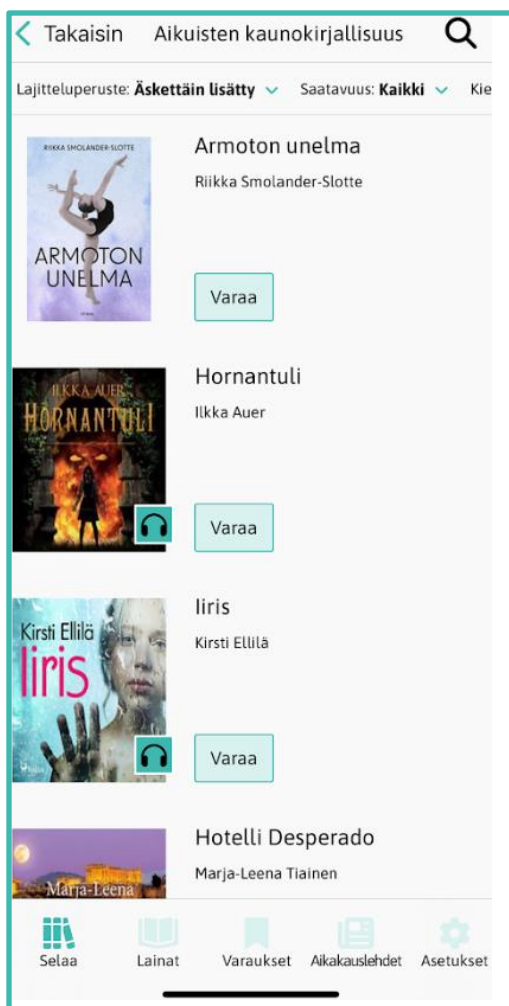 Takaisin Aikuisten kaunokirjallisuus
Lajitteluperuste: Äskettäin lisätty Saatavuus: Kaikki Kie
RIIKKA SMOLANDER-SLOTTE
ARMOTON
UNELMA
Armoton unelma
Riikka Smolander-Slotte
Varaa
ILKKA AUER
HORNANTULI
Hornantuli
Ilkka Auer
Varaa
Kirsti Ellilä
Iiris
Iiris
Kirsti Ellilä
Varaa
Marja-Leena
Hotelli Desperado
Marja-Leena Tiainen
Selaa Lainat Varaukset Aikakauslehdet Asetukset